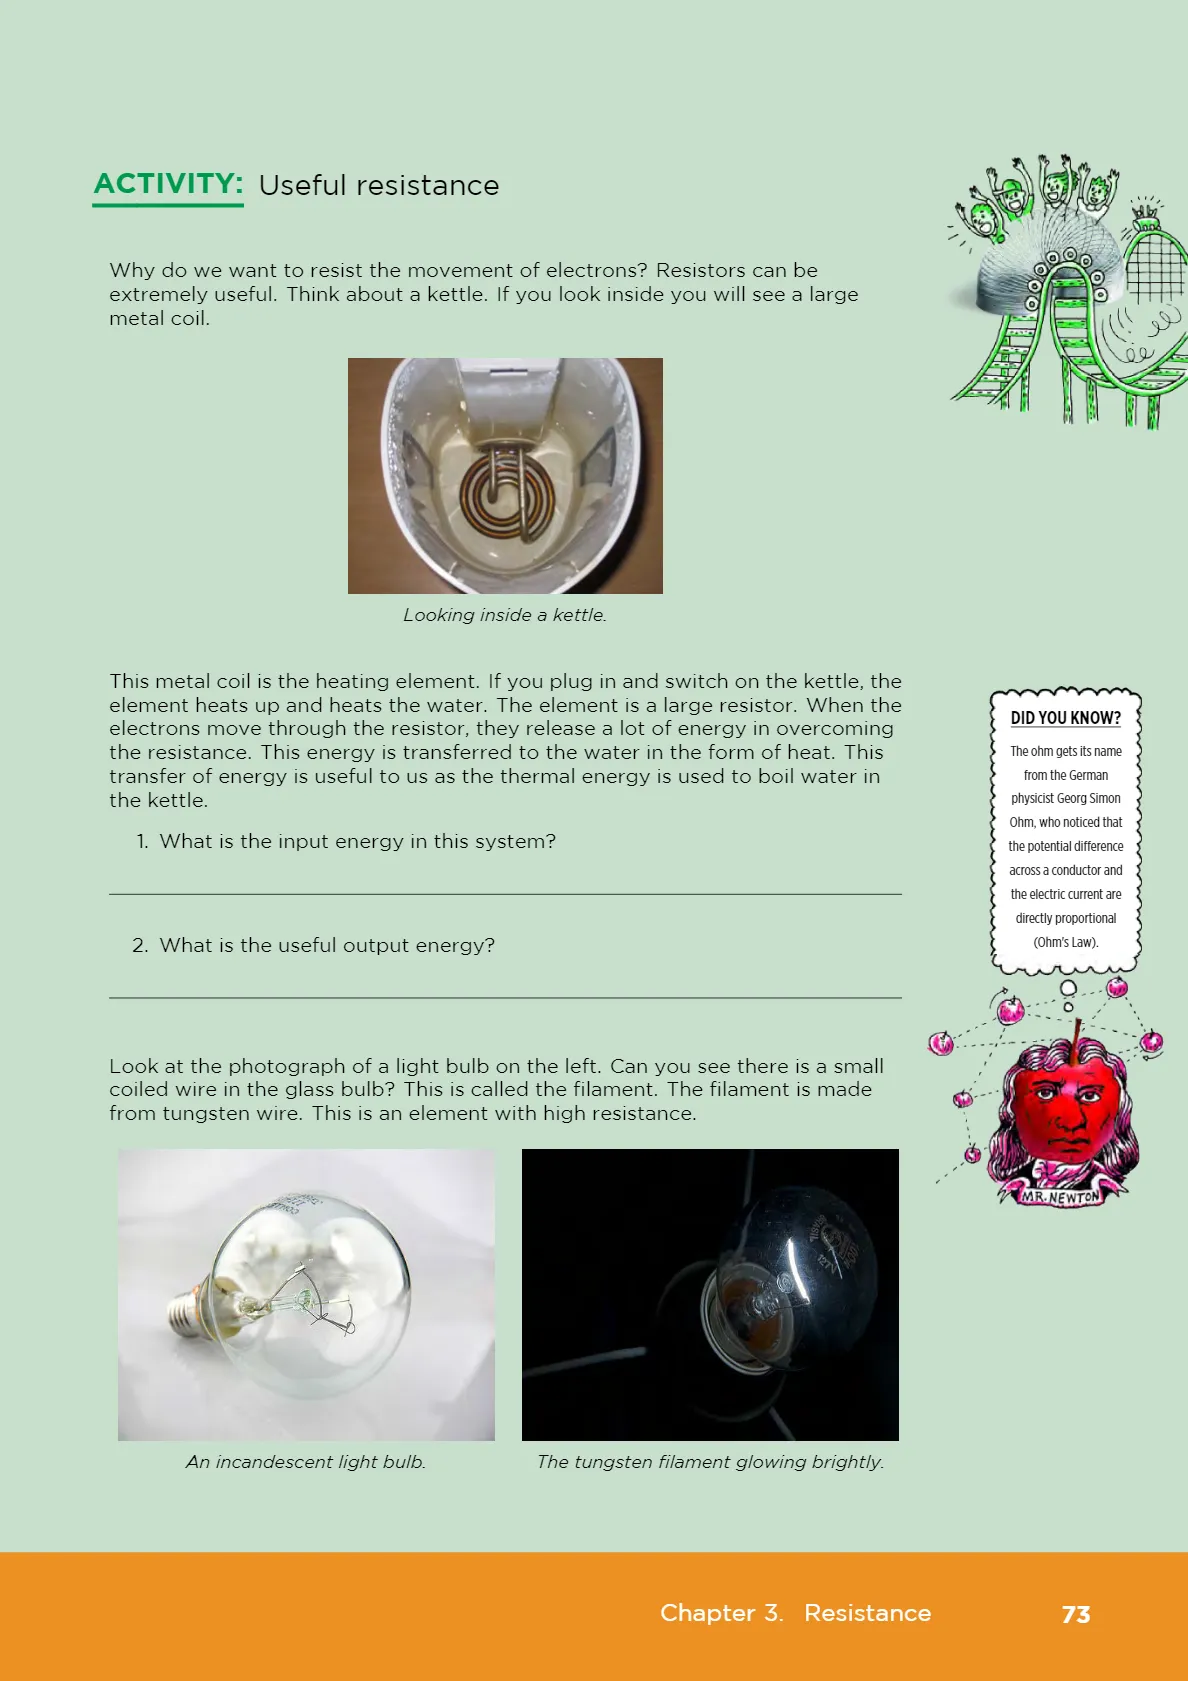 ACTIVITY: Useful resistance
Why do we want to resist the movement of electrons? Resistors can be
extremely useful. Think about a kettle. If you look inside you will see a large
metal coil.
Looking inside a kettle.
This metal coil is the heating element. If you plug in and switch on the kettle, the
element heats up and heats the water. The element is a large resistor. When the
electrons move through the resistor, they release a lot of energy in overcoming
the resistance. This energy is transferred to the water in the form of heat. This
transfer of energy is useful to us as the thermal energy is used to boil water in
the kettle.
1. What is the input energy in this system?
2. What is the useful output energy?
DID YOU KNOW?
The ohm gets its name
from the German
physicist Georg Simon
Ohm, who noticed that
the potential difference
across a conductor and
the electric current are
directly proportional
(Ohm's Law).
MR. NEWTON
Look at the photograph of a light bulb on the left. Can you see there is a small
coiled wire in the glass bulb? This is called the filament. The filament is made
from tungsten wire. This is an element with high resistance.
127V
An incandescent light bulb.
The tungsten filament glowing brightly.
Chapter 3. Resistance
73